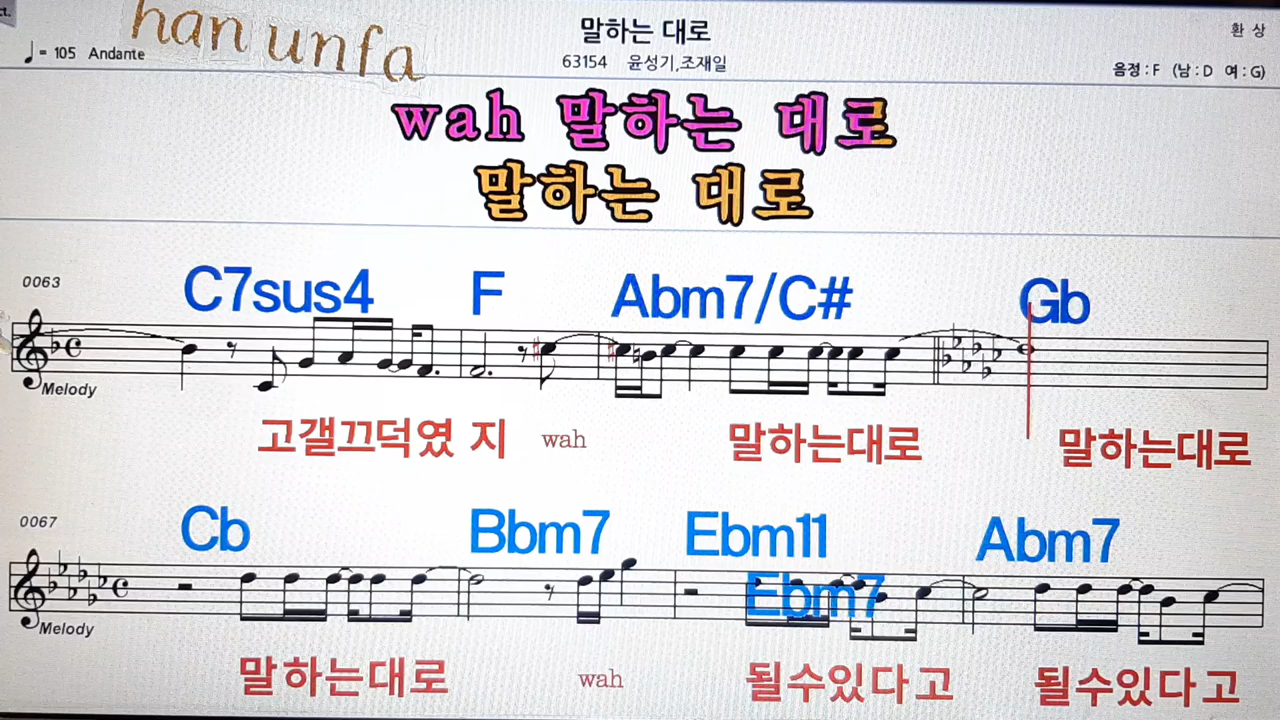 ct.
han unfa
♩= 105 Andante
말하는 대로
63154 윤성기,조재일
환 상
음정 : F (남 : D 여 : G)
wah 말하는 대로
말하는 대로
0063
C7sus4 F Abm7/C# Gb
Melody
고갤끄덕였 지 wah 말하는대로 말하는대로
0067
Cb Bbm7 Ebm11 Abm7
Ebm7
Melody
말하는대로 wah 될수있다고 될수있다고